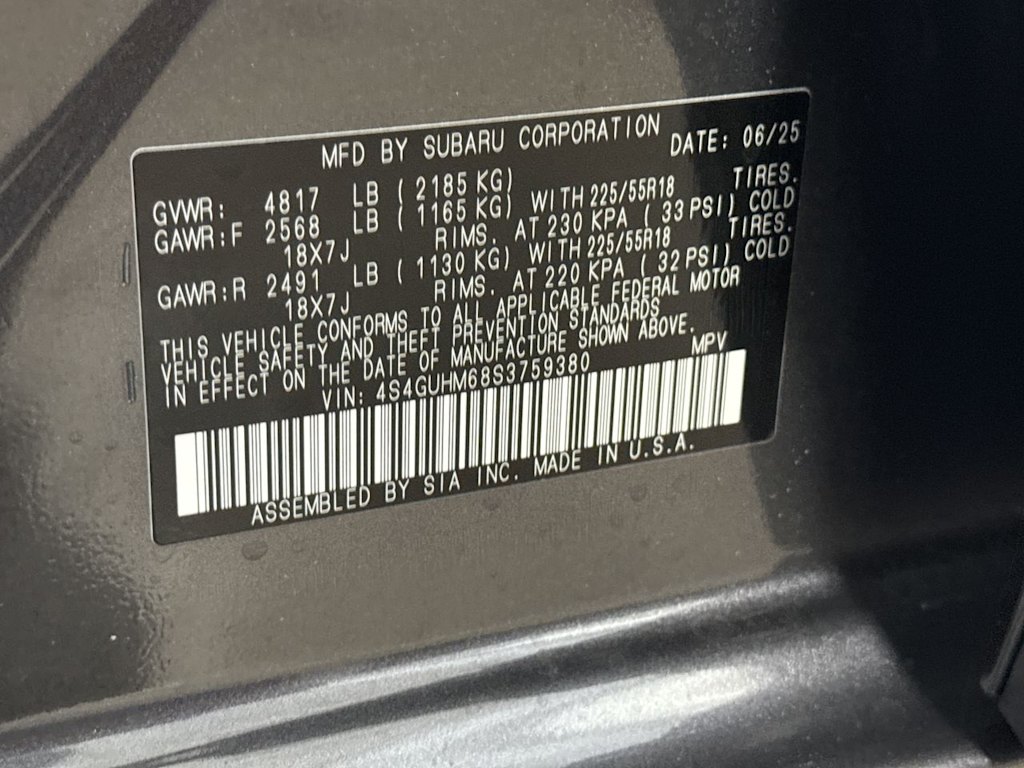 MFD BY SUBARU CORPORATION DATE: 06/25
GVWR: 4817 LB ( 2185 KG)
GAWR:F 2568 LB ( 1165 KG) WITH 225/55R18 TIRES.
18X7J RIMS. AT 230 KPA ( 33 PSI) COLD
GAWR:R 2491 LB ( 1130 KG) WITH 225/55R18 TIRES.
18X7J RIMS. AT 220 KPA ( 32 PSI) COLD
THIS VEHICLE CONFORMS TO ALL APPLICABLE FEDERAL MOTOR
VEHICLE SAFETY AND THEFT PREVENTION STANDARDS
IN EFFECT ON THE DATE OF MANUFACTURE SHOWN ABOVE.
VIN: 4S4GUHM68S3759380 MPV
ASSEMBLED BY SIA INC. MADE IN U.S.A.